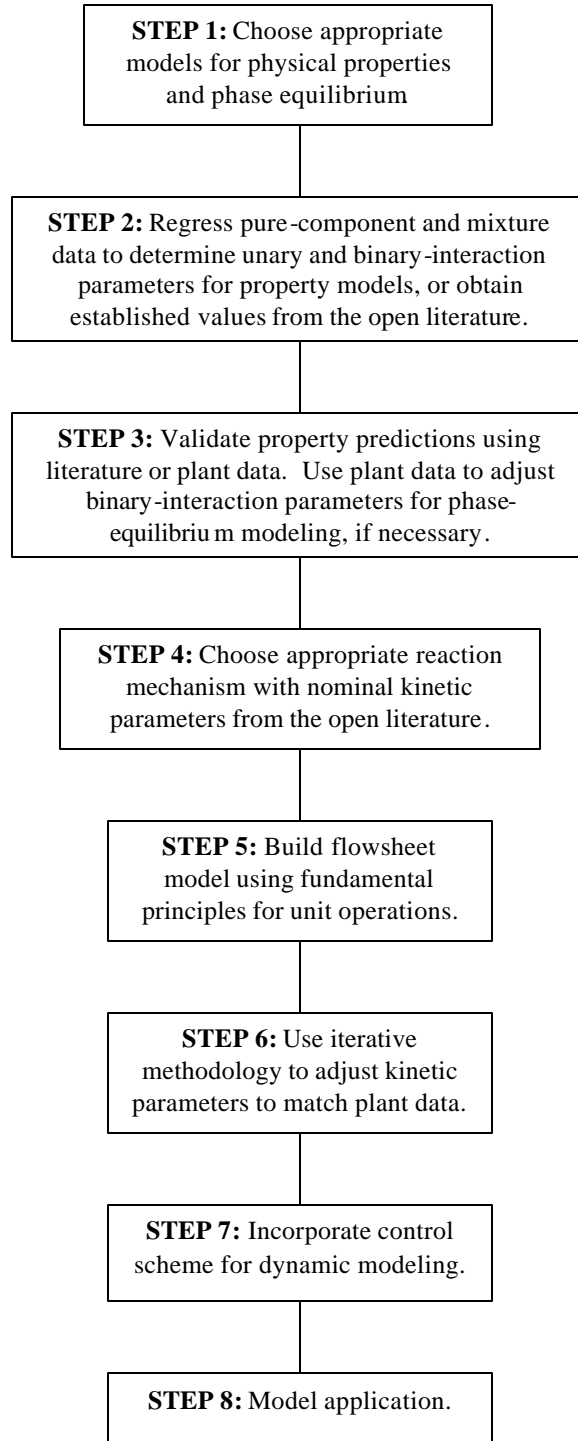 STEP 1: Choose appropriate
models for physical properties
and phase equilibrium
STEP 2: Regress pure-component and mixture
data to determine unary and binary-interaction
parameters for property models, or obtain
established values from the open literature.
STEP 3: Validate property predictions using
literature or plant data. Use plant data to adjust
binary-interaction parameters for phase-
equilibrium modeling, if necessary.
STEP 4: Choose appropriate reaction
mechanism with nominal kinetic
parameters from the open literature.
STEP 5: Build flowsheet
model using fundamental
principles for unit operations.
STEP 6: Use iterative
methodology to adjust kinetic
parameters to match plant data.
STEP 7: Incorporate control
scheme for dynamic modeling.
STEP 8: Model application.